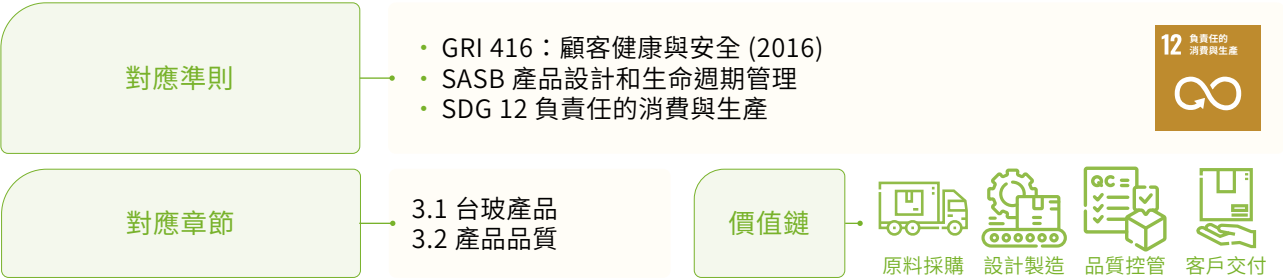 對應準則
• GRI 416：顧客健康與安全 (2016)
• SASB 產品設計和生命週期管理
• SDG 12 負責任的消費與生產
12 負責任的
消費與生產
對應章節
3.1 台玻產品
3.2 產品品質
價值鏈
QC
原料採購 設計製造 品質控管 客戶交付